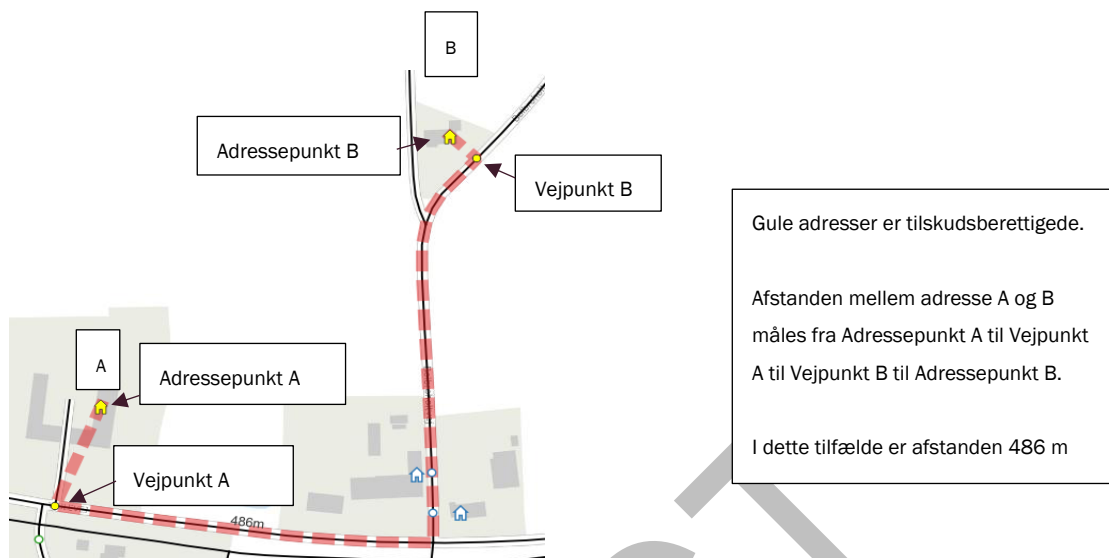 B
Adressepunkt B
Vejpunkt B
Gule adresser er tilskudsberettigede.
Afstanden mellem adresse A og B
måles fra Adressepunkt A til Vejpunkt
A til Vejpunkt B til Adressepunkt B.
I dette tilfælde er afstanden 486 m
A
Adressepunkt A
Vejpunkt A
486m